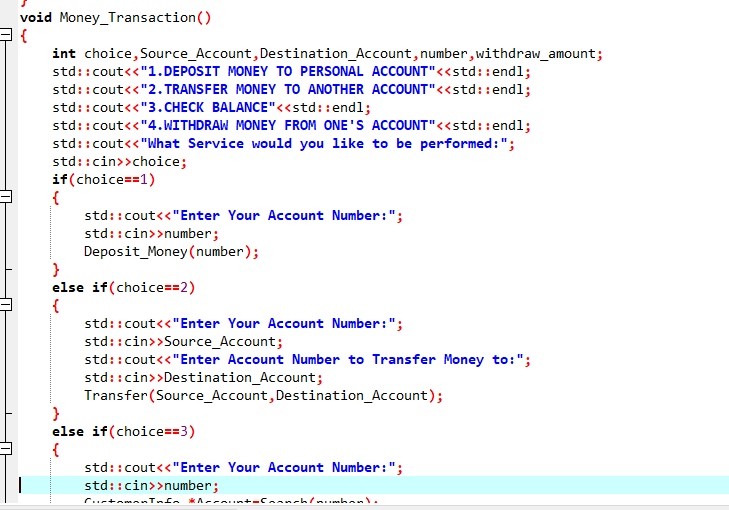 }
void Money_Transaction()
{
int choice,Source_Account,Destination_Account,number,withdraw_amount;
std::cout<<"1.DEPOSIT MONEY TO PERSONAL ACCOUNT"<<std::endl;
std::cout<<"2.TRANSFER MONEY TO ANOTHER ACCOUNT"<<std::endl;
std::cout<<"3.CHECK BALANCE"<<std::endl;
std::cout<<"4.WITHDRAW MONEY FROM ONE'S ACCOUNT"<<std::endl;
std::cout<<"What Service would you like to be performed:";
std::cin>>choice;
if(choice==1)
{
std::cout<<"Enter Your Account Number:";
std::cin>>number;
Deposit_Money(number);
}
else if(choice==2)
{
std::cout<<"Enter Your Account Number:";
std::cin>>Source_Account;
std::cout<<"Enter Account Number to Transfer Money to:";
std::cin>>Destination_Account;
Transfer(Source_Account,Destination_Account);
}
else if(choice==3)
{
std::cout<<"Enter Your Account Number:";
std::cin>>number;
CustomerInfo *Account=Search(number);